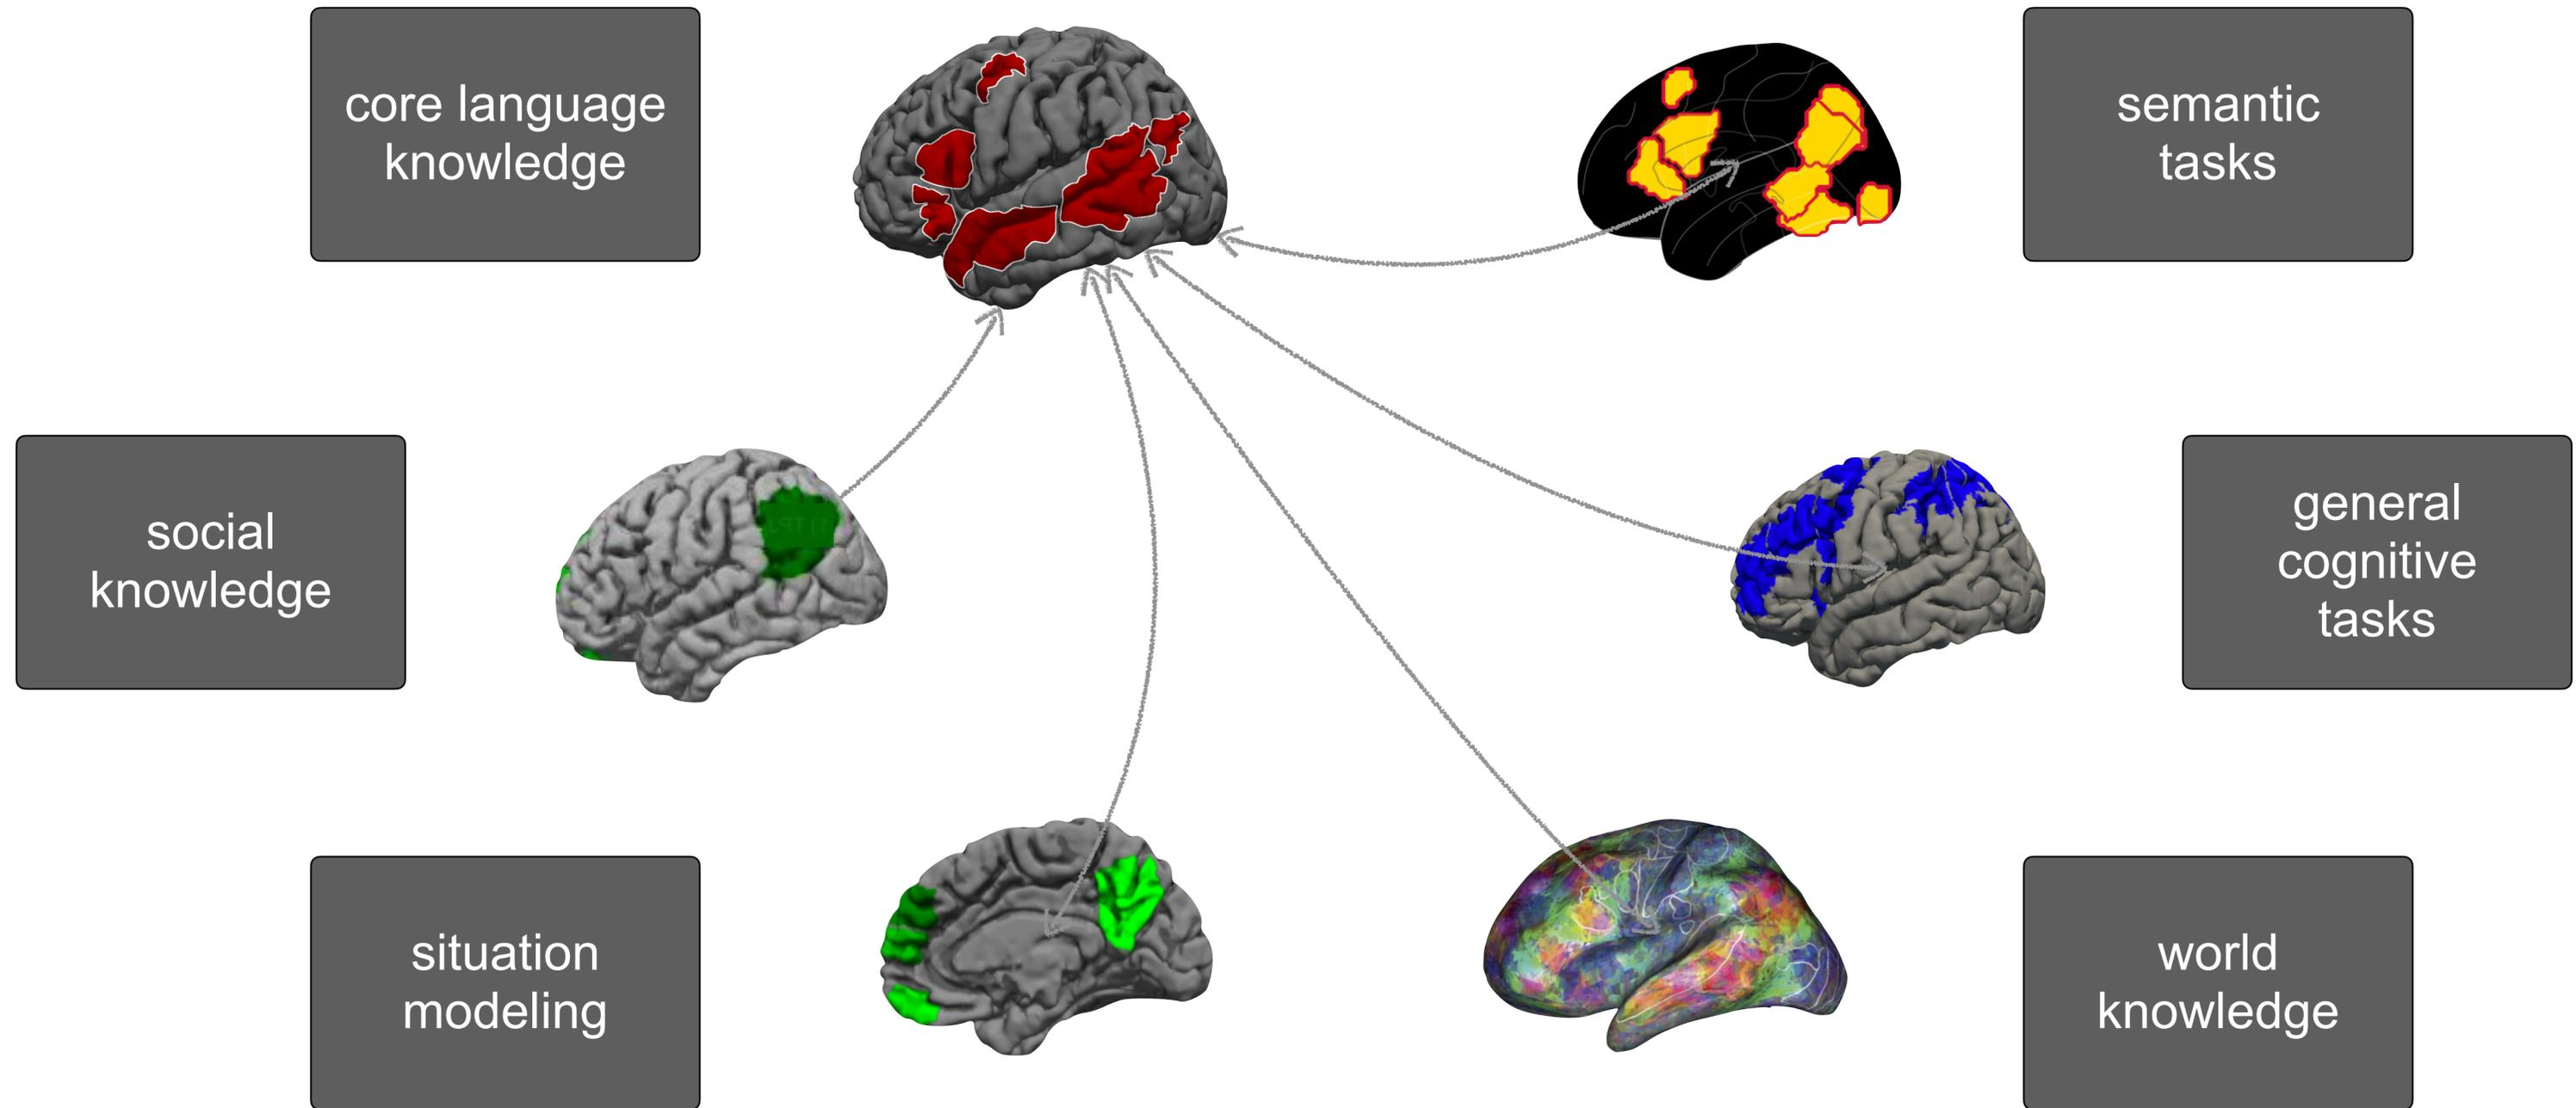 core language
knowledge
semantic
tasks
social
knowledge
general
cognitive
tasks
situation
modeling
world
knowledge